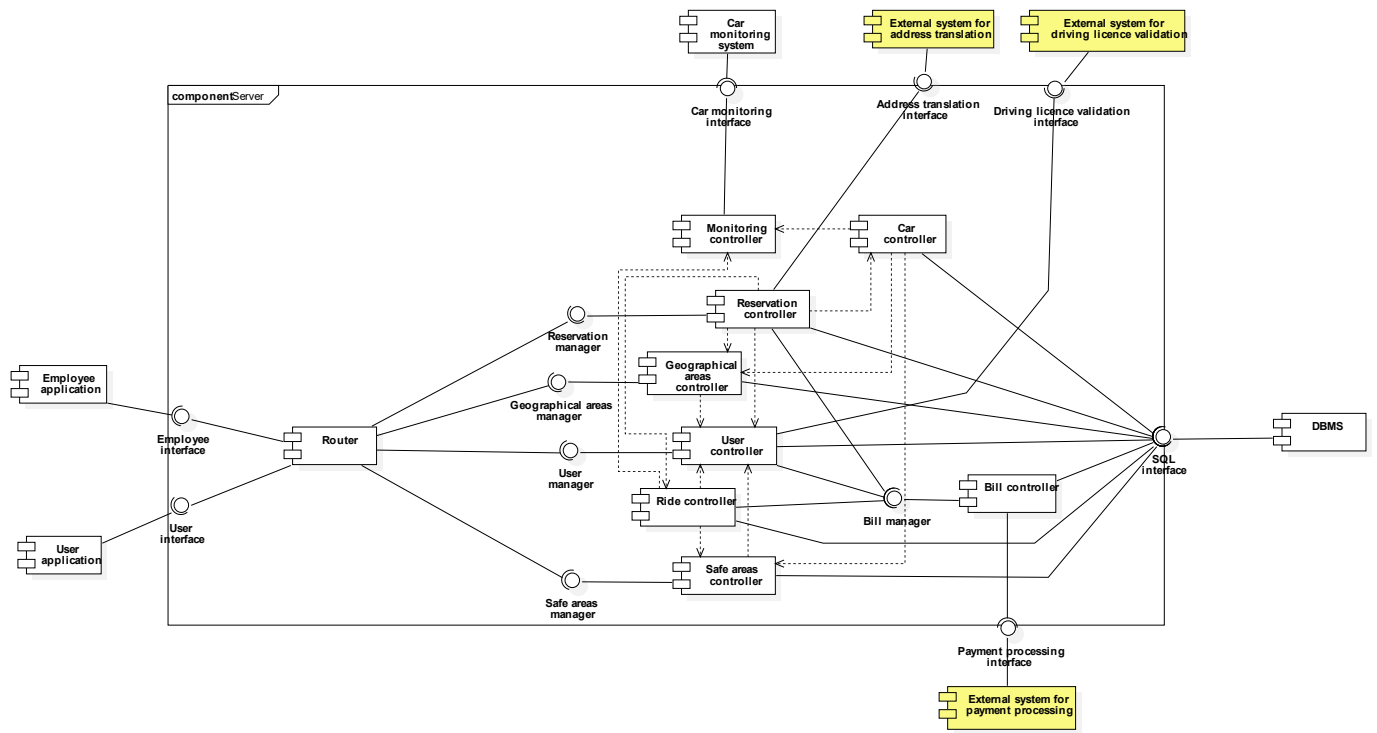 Car
monitoring
system
External system for
address translation
External system for
driving licence validation
componentServer
Car monitoring
interface
Address translation
interface
Driving licence validation
interface
Monitoring
controller
Car
controller
Reservation
controller
Reservation
manager
Geographical
areas
controller
Employee
application
Geographical areas
manager
Employee
interface
Router
User
controller
DBMS
SQL
interface
User
manager
Bill controller
Ride controller
Bill manager
User
interface
User
application
Safe areas
controller
Safe areas
manager
Payment processing
interface
External system for
payment processing